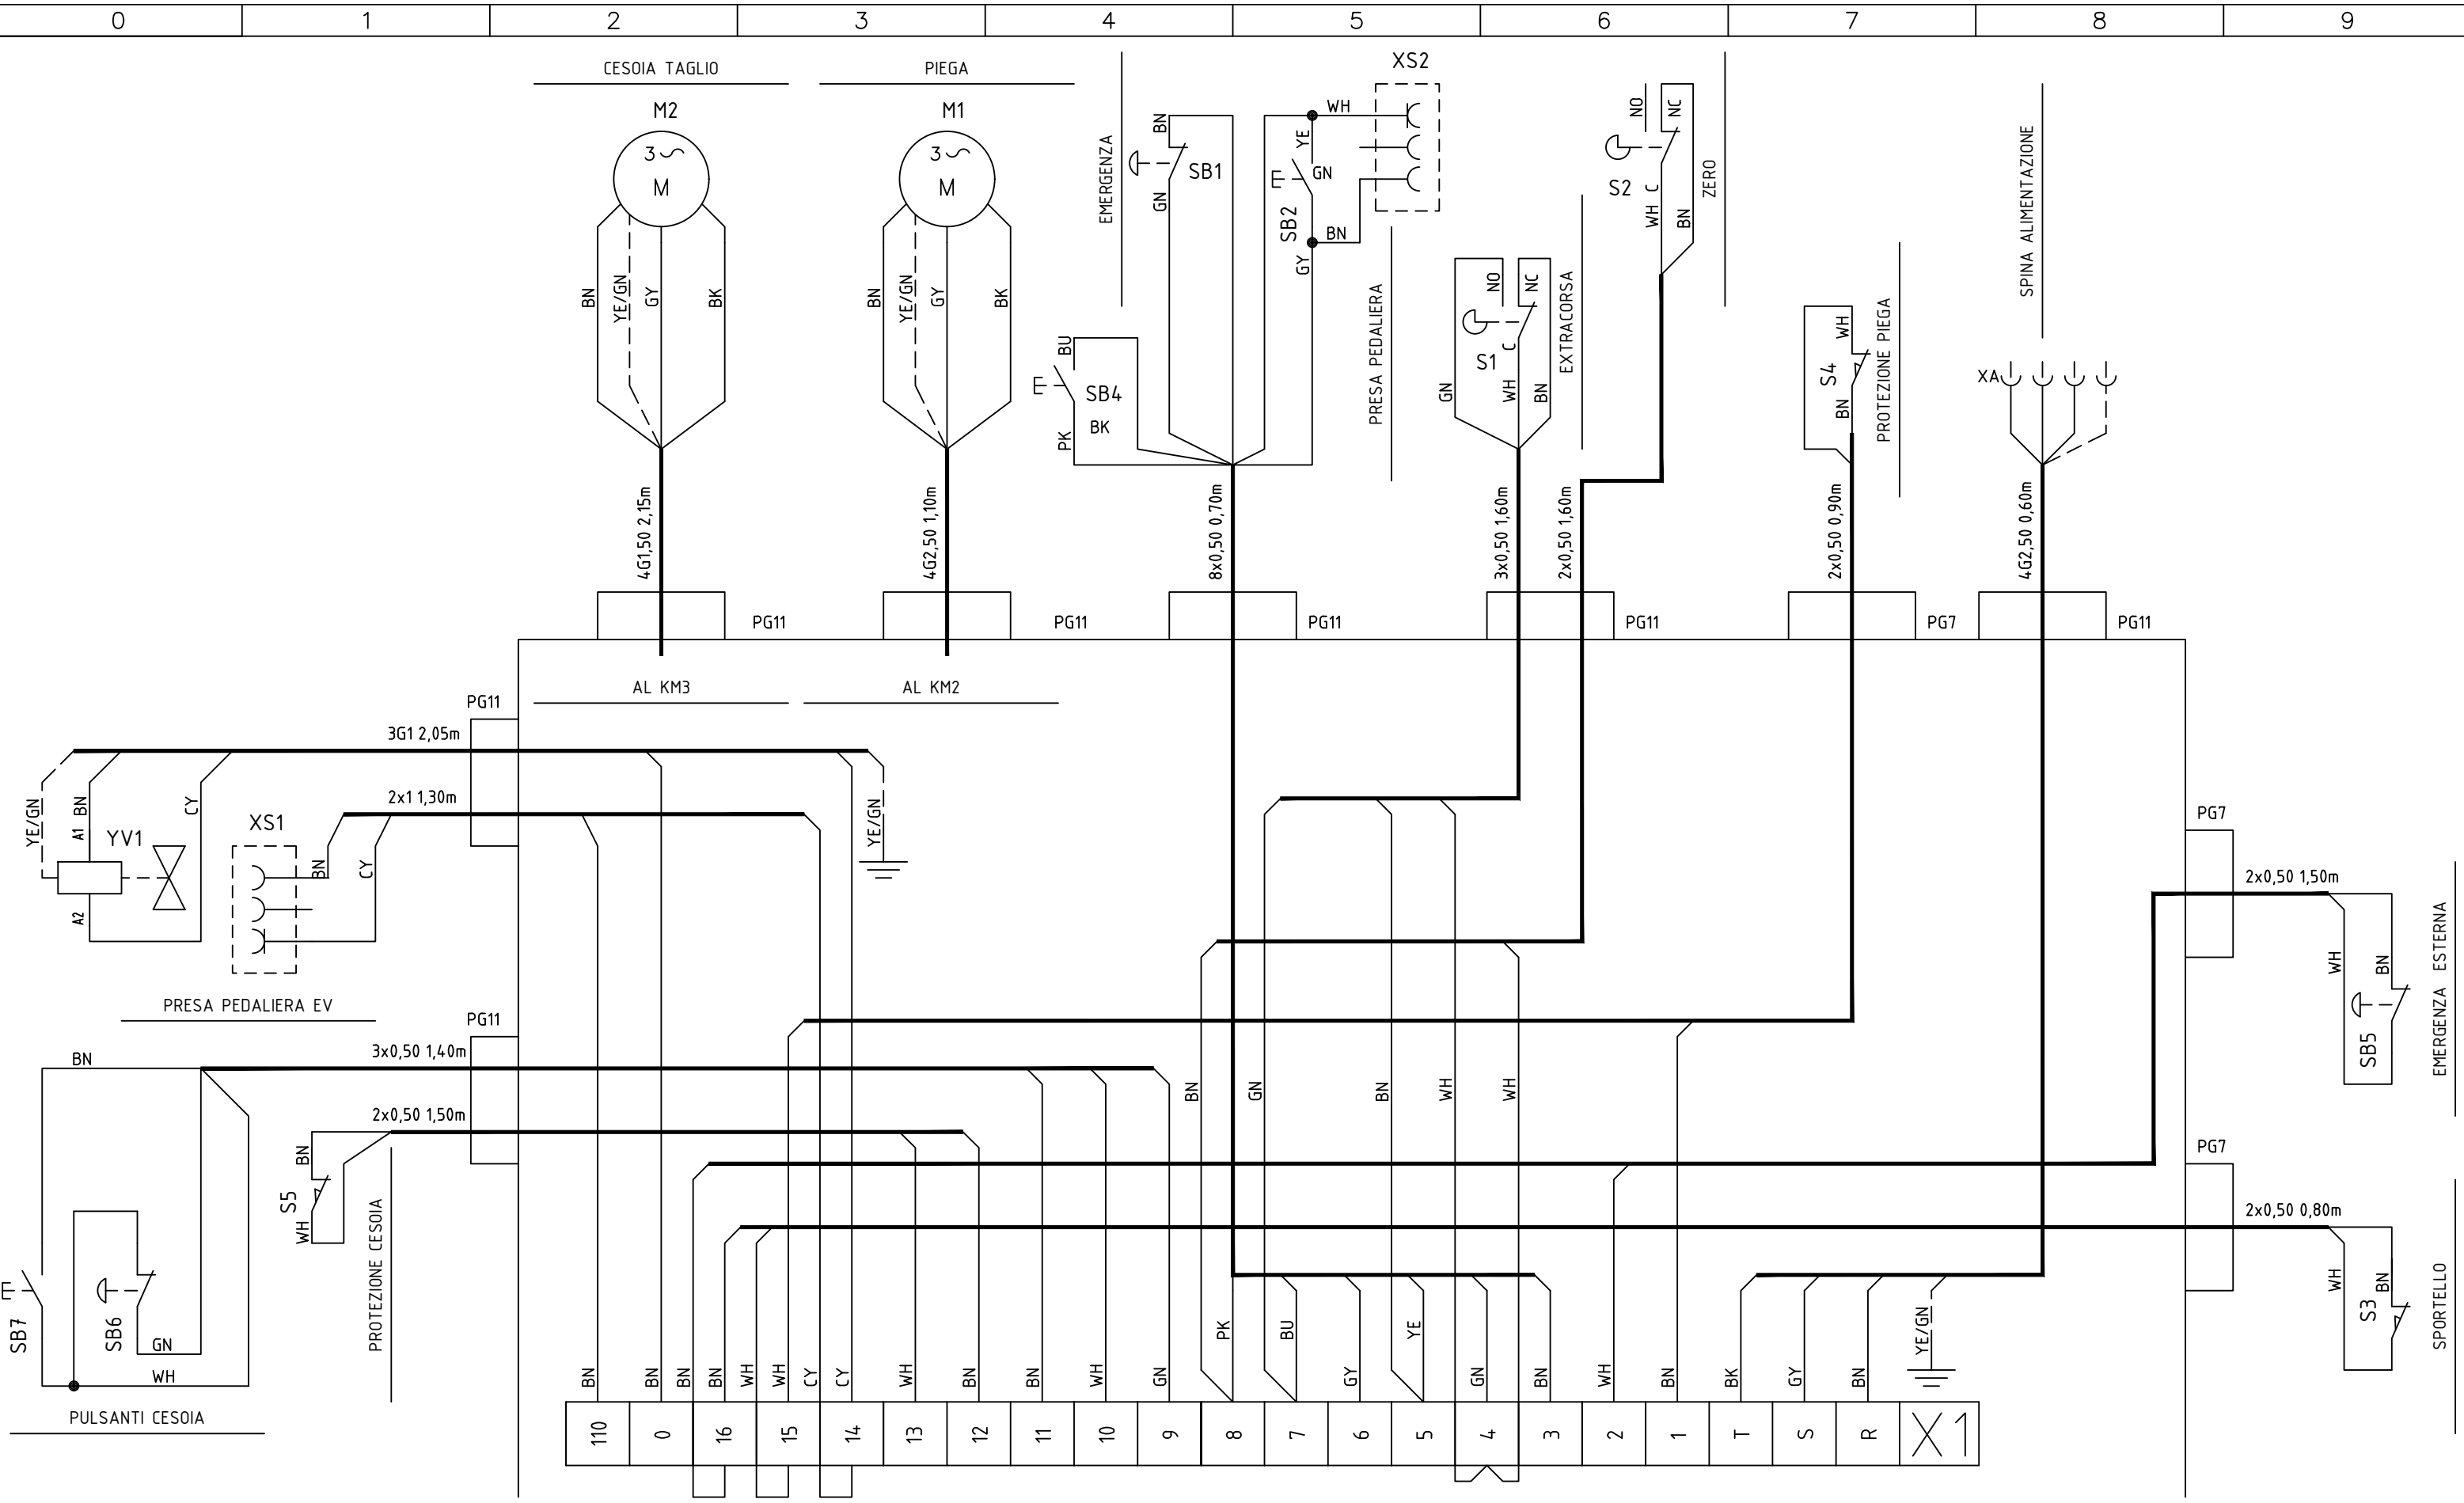 0 1 2 3 4 5 6 7 8 9
CESOIA TAGLIO
M2
3
M
BN
YE/GN
GY
BK
4G1,50 2,15m
PG11
AL KM3
PIEGA
M1
3
M
BN
YE/GN
GY
BK
4G2,50 1,10m
PG11
AL KM2
EMERGENZA
BN
SB1
GN
BU
SB4
BK
PK
8x0,50 0,70m
PG11
XS2
WH
YE
GN
SB2
BN
GY
PRESA PEDALIERA
NO
NC
S1
C
GN
WH
BN
EXTRACORSA
3x0,50 1,60m
NO
NC
S2
C
WH
BN
ZERO
2x0,50 1,60m
PG11
WH
S4
BN
PROTEZIONE PIEGA
2x0,50 0,90m
PG7
SPINA ALIMENTAZIONE
XA
4G2,50 0,60m
PG11
PG11
3G1 2,05m
YE/GN
A1
BN
CY
YV1
A2
2x1 1,30m
XS1
BN
CY
YE/GN
PRESA PEDALIERA EV
PG11
3x0,50 1,40m
BN
2x0,50 1,50m
BN
S5
WH
PROTEZIONE CESOIA
SB7
SB6
GN
WH
PULSANTI CESOIA
PG7
2x0,50 1,50m
WH
BN
SB5
EMERGENZA ESTERNA
PG7
2x0,50 0,80m
WH
BN
S3
SPORTELLO
BN
GN
BN
WH
WH
PK
BU
YE
YE/GN
BN BN BN BN WH WH CY CY WH BN BN WH GN GY GN BN WH BN BK GY BN
110 0 16 15 14 13 12 11 10 9 8 7 6 5 4 3 2 1 T S R X1